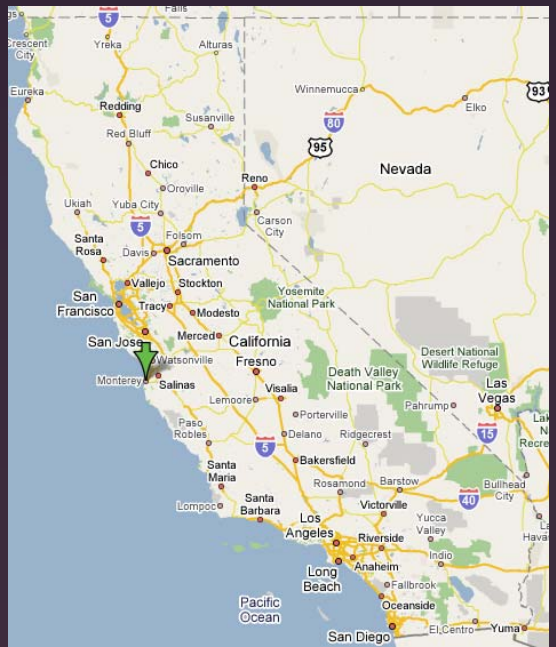 Falls
gs
5
Crescent
City
Yreka
Alturas
Eureka
Winnemucca
93
Elko
Redding
Susanville
80
Red Bluff
95
Chico
Nevada
Oroville
Reno
Ukiah
Yuba City
Carson
City
5
Folsom
Santa
Rosa
Davis
Sacramento
Vallejo
Stockton
Yosemite
National Park
San
Francisco
Tracy
Modesto
San Jose
Merced
California
Watsonville
Fresno
Desert National
Wildlife Refuge
Monterey
Salinas
Visalia
Death Valley
National Park
Las
Vegas
Lemoore
Pahrump
Porterville
Paso
Robles
Delano
Ridgecrest
15
5
Recre
Bakersfield
Santa
Maria
Rosamond
Barstow
Bullhead
City
40
Lompoc
Santa
Barbara
Victorville
Los
Angeles
Yucca
Valley
Hava
Riverside
Anaheim
Indio
Long
Beach
Fallbrook
Pacific
Ocean
Oceanside
El Centro
Yuma
San Diego